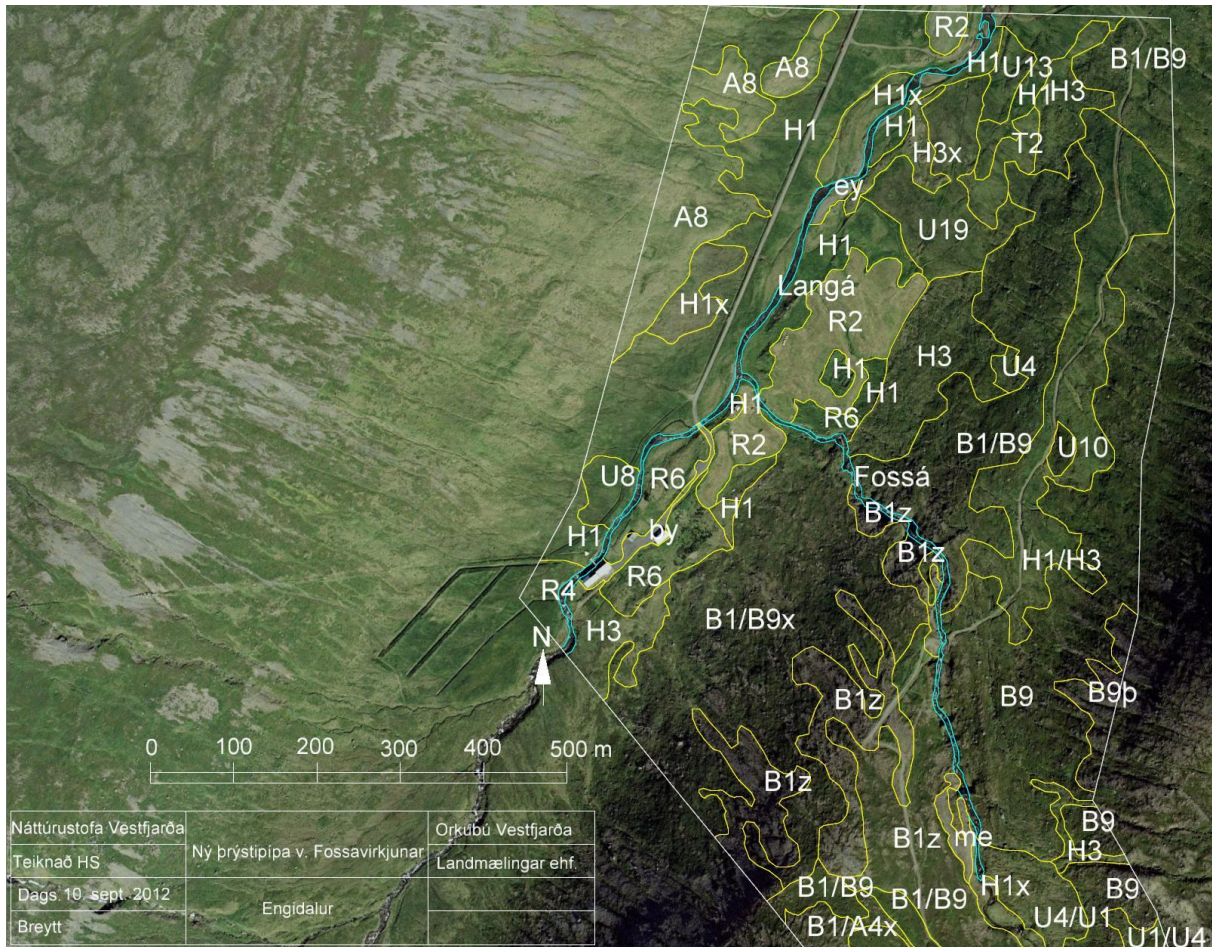 R2
B1/B9
H1
U13
A8
A8
H1x
H1
H3
H1
H1
H3x
T2
ey
A8
U19
H1
Langá
H1x
R2
H3
H1
U4
H1
H1
R6
R2
B1/B9
U10
U8
R6
Fossá
H1
B1z
H1
by
B1z
H1/H3
R4
R6
B1/B9x
N
H3
B1z
B9
B9b
0 100 200 300 400 500 m
B1z
Náttúrustofa Vestfjarða
Ný þrýstipípa v. Fossavirkjunar
Orkubú Vestfjarða
Teiknað HS
Landmælingar ehf.
Dags. 10. sept. 2012
Engidalur
Breytt
B1z
me
B9
H3
B1/B9
B1/B9
H1x
B9
B1/A4x
U4/U1
U1/U4